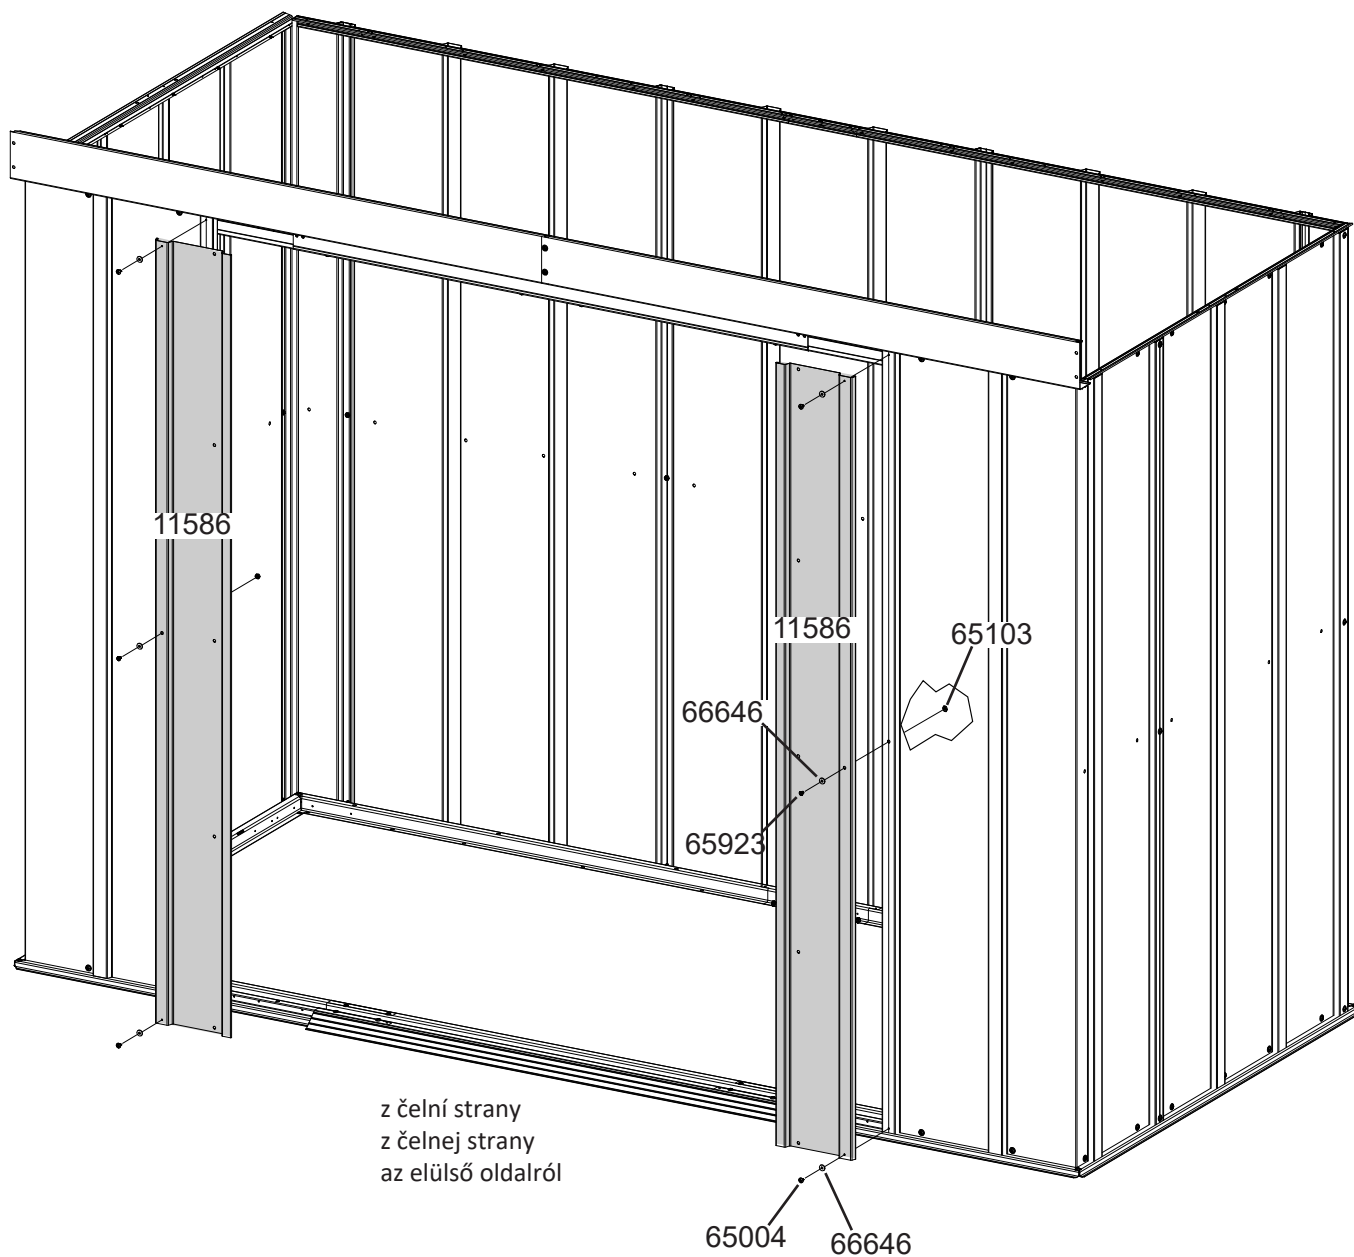 11586
11586
65103
66646
65923
z čelní strany
z čelnej strany
az elülső oldalról
65004
66646